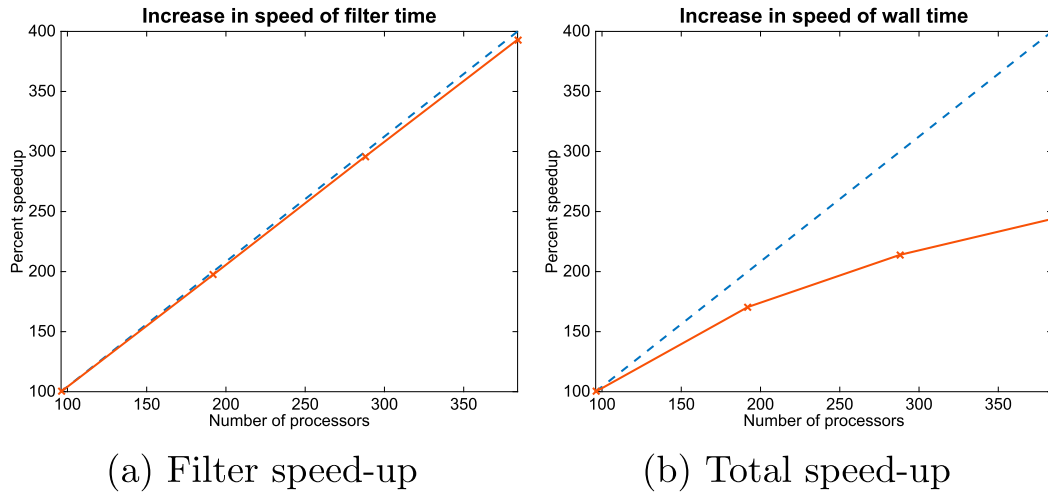 Increase in speed of filter time
400
350
300
250
200
150
100
Percent speedup
100 150 200 250 300 350
Number of processors
(a) Filter speed-up
Increase in speed of wall time
400
350
300
250
200
150
100
Percent speedup
100 150 200 250 300 350
Number of processors
(b) Total speed-up